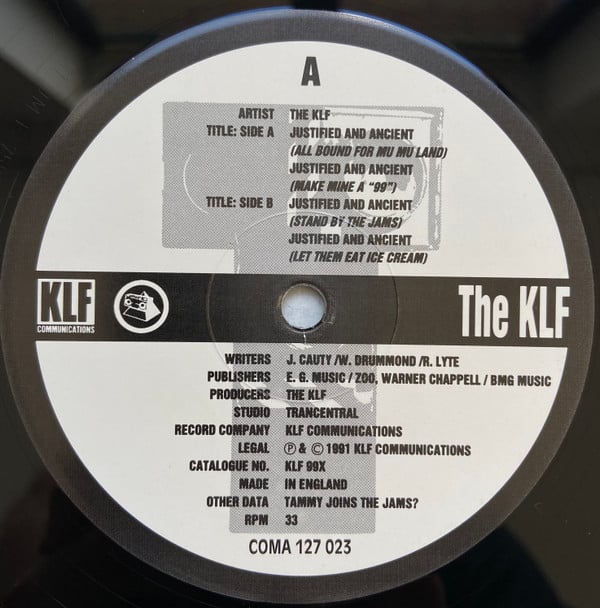 A
ARTIST THE KLF
TITLE: SIDE A JUSTIFIED AND ANCIENT
(ALL BOUND FOR MU MU LAND)
JUSTIFIED AND ANCIENT
(MAKE MINE A "99")
TITLE: SIDE B JUSTIFIED AND ANCIENT
(STAND BY THE JAMS)
JUSTIFIED AND ANCIENT
(LET THEM EAT ICE CREAM)
KLF
COMMUNICATIONS
The KLF
WRITERS J. CAUTY /W. DRUMMOND /R. LYTE
PUBLISHERS E. G. MUSIC / ZOO, WARNER CHAPPELL / BMG MUSIC
PRODUCERS THE KLF
STUDIO TRANCENTRAL
RECORD COMPANY KLF COMMUNICATIONS
LEGAL Ⓟ & © 1991 KLF COMMUNICATIONS
CATALOGUE NO. KLF 99X
MADE IN ENGLAND
OTHER DATA TAMMY JOINS THE JAMS?
RPM 33
COMA 127 023